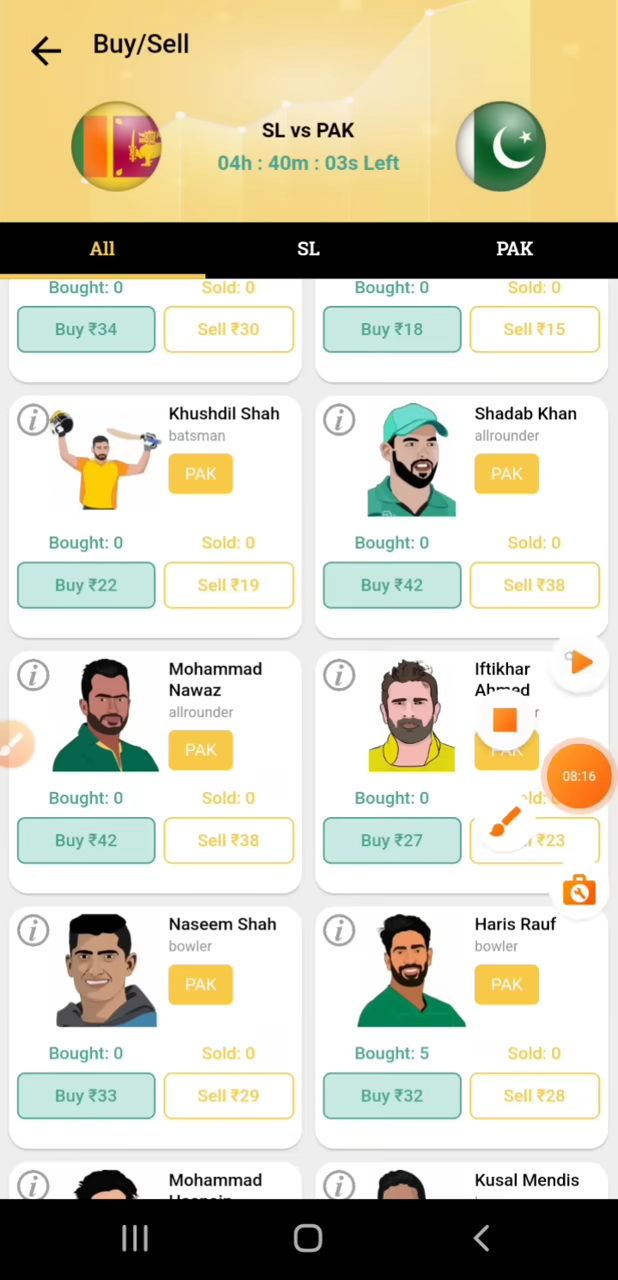 Buy/Sell
SL vs PAK
04h : 40m : 03s Left
All SL PAK
Bought: 0 Sold: 0 Bought: 0 Sold: 0
Buy ₹34 Sell ₹30 Buy ₹18 Sell ₹15
Khushdil Shah
batsman
PAK
Bought: 0 Sold: 0
Buy ₹22 Sell ₹19
Shadab Khan
allrounder
PAK
Bought: 0 Sold: 0
Buy ₹42 Sell ₹38
Mohammad
Nawaz
allrounder
PAK
Bought: 0 Sold: 0
Buy ₹42 Sell ₹38
Iftikhar
Ahmed
PAK
Bought: 0
Buy ₹27 ₹23
08:16
Naseem Shah
bowler
PAK
Bought: 0 Sold: 0
Buy ₹33 Sell ₹29
Haris Rauf
bowler
PAK
Bought: 5 Sold: 0
Buy ₹32 Sell ₹28
Mohammad
Kusal Mendis